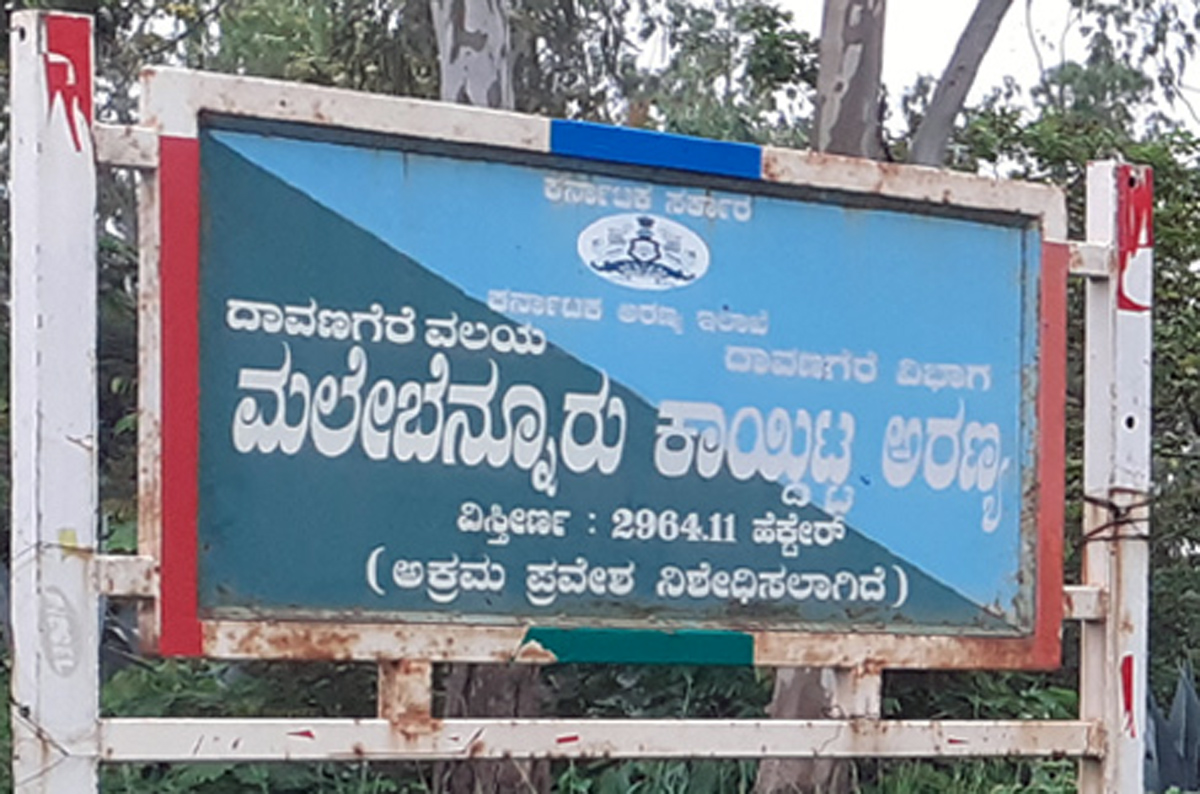 ಕರ್ನಾಟಕ ಸರ್ಕಾರ
ಕರ್ನಾಟಕ ಅರಣ್ಯ ಇಲಾಖೆ
ದಾವಣಗೆರೆ ವಲಯ
ದಾವಣಗೆರೆ ವಿಭಾಗ
ಮಲೇಬೆನ್ನೂರು ಕಾಯ್ದಿಟ್ಟ ಅರಣ್ಯ
ವಿಸ್ತೀರ್ಣ : 2964.11 ಹೆಕ್ಟೇರ್
(ಅಕ್ರಮ ಪ್ರವೇಶ ನಿಶೇಧಿಸಲಾಗಿದೆ)